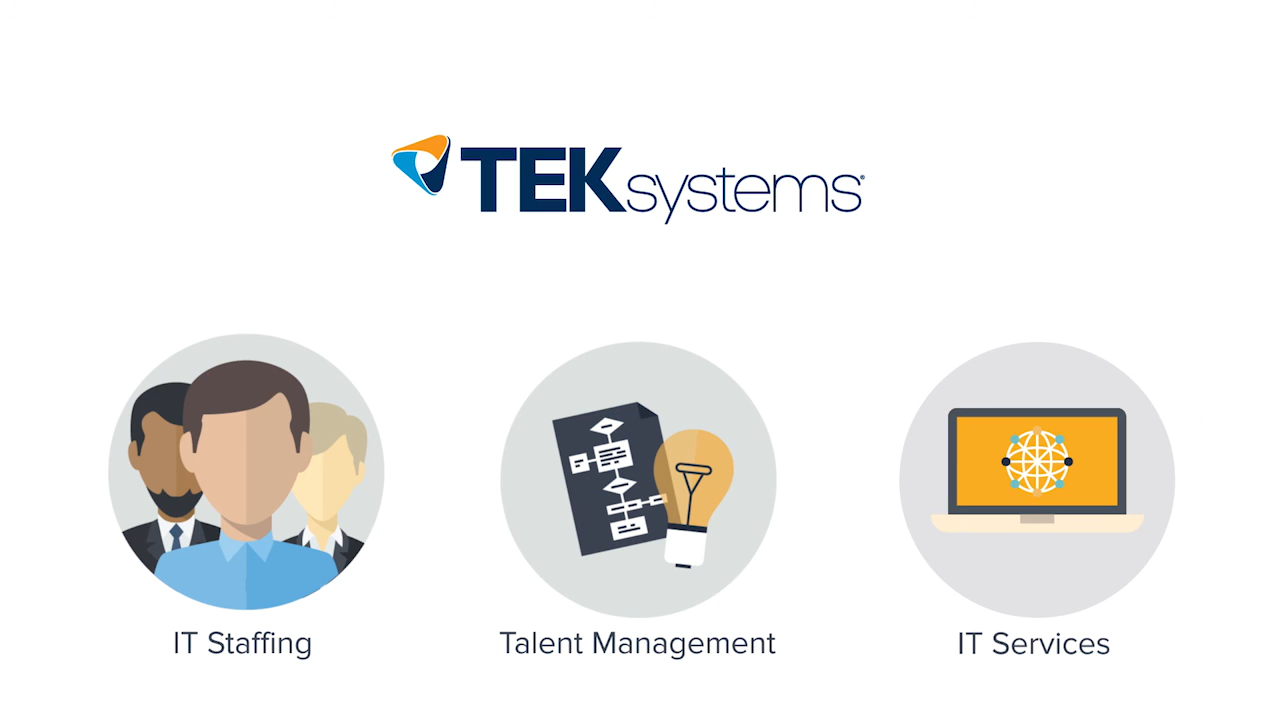 TEKsystems®
IT Staffing
Talent Management
IT Services